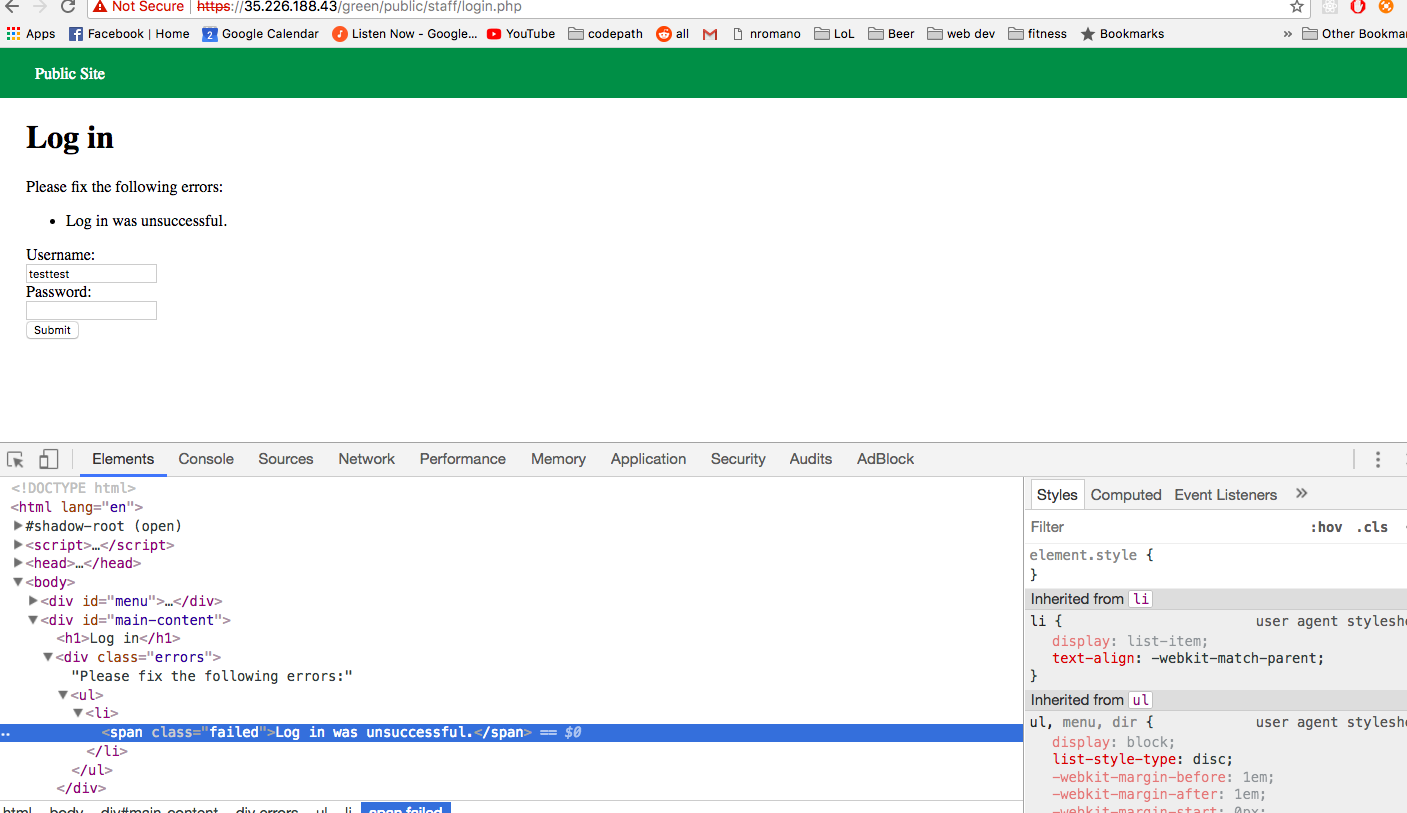 Not Secure | https://35.226.188.43/green/public/staff/login.php
Apps Facebook | Home 2 Google Calendar Listen Now - Google... YouTube codepath all nromano LoL Beer web dev fitness Bookmarks » Other Bookmar
Public Site
Log in
Please fix the following errors:
• Log in was unsuccessful.
Username:
testtest
Password:
Submit
Elements Console Sources Network Performance Memory Application Security Audits AdBlock
<!DOCTYPE html>
<html lang="en">
▶#shadow-root (open)
▶<script>…</script>
▶<head>…</head>
▼<body>
▶<div id="menu">…</div>
▼<div id="main-content">
<h1>Log in</h1>
▼<div class="errors">
"Please fix the following errors:"
▼<ul>
▼<li>
<span class="failed">Log in was unsuccessful.</span> == $0
</li>
</ul>
</div>
html body div#main-content div.errors ul li span.failed
Styles Computed Event Listeners »
Filter :hov .cls
element.style {
}
Inherited from li
li { user agent styleshe
display: list-item;
text-align: -webkit-match-parent;
}
Inherited from ul
ul, menu, dir { user agent styleshe
display: block;
list-style-type: disc;
-webkit-margin-before: 1em;
-webkit-margin-after: 1em;
-webkit-margin-start: 0px;